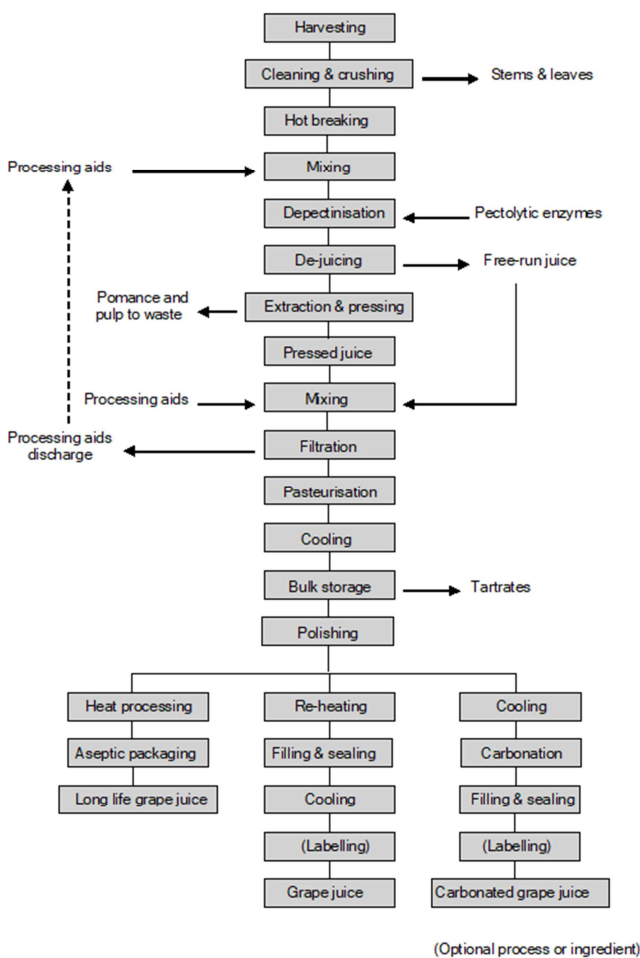 Harvesting
Cleaning & crushing
Stems & leaves
Hot breaking
Processing aids
Mixing
Depectinisation
Pectolytic enzymes
De-juicing
Free-run juice
Pomance and
pulp to waste
Extraction & pressing
Pressed juice
Processing aids
Mixing
Processing aids
discharge
Filtration
Pasteurisation
Cooling
Bulk storage
Tartrates
Polishing
Heat processing
Re-heating
Cooling
Aseptic packaging
Filling & sealing
Carbonation
Long life grape juice
Cooling
Filling & sealing
(Labelling)
(Labelling)
Grape juice
Carbonated grape juice
(Optional process or ingredient)